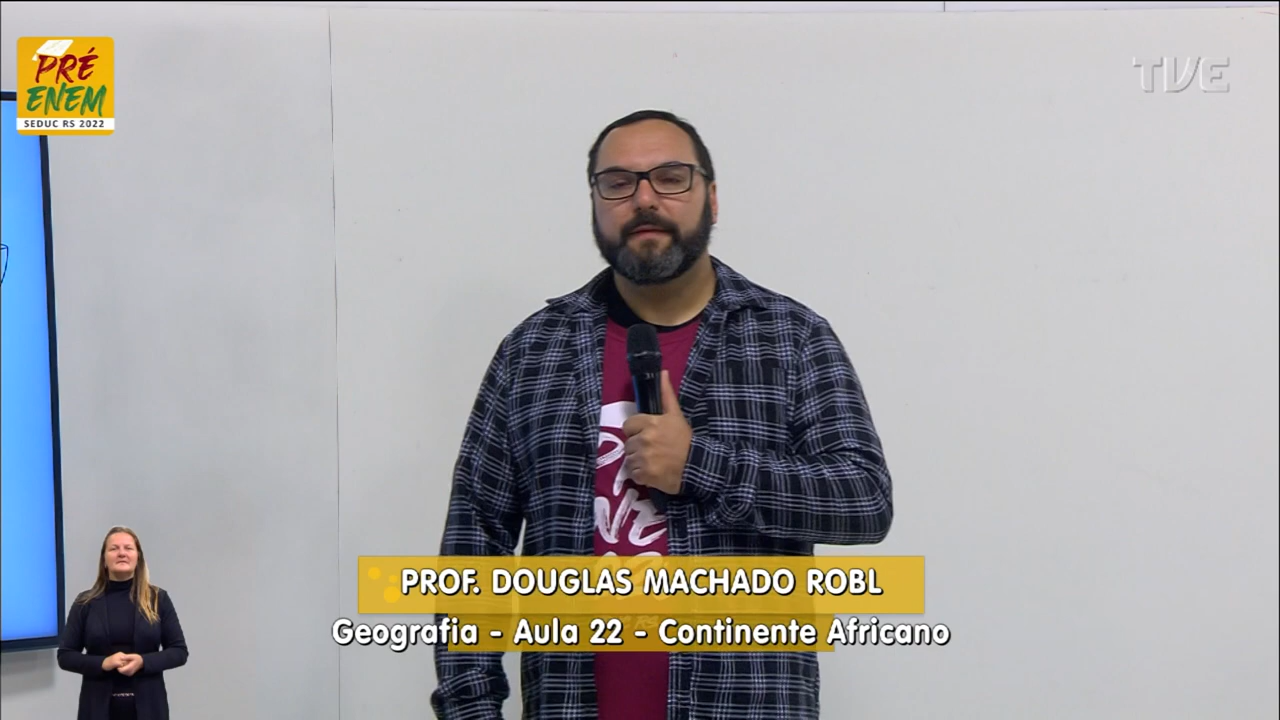 PRÉ
ENEM
SEDUC RS 2022
TVE
PROF. DOUGLAS MACHADO ROBL
Geografia - Aula 22 - Continente Africano